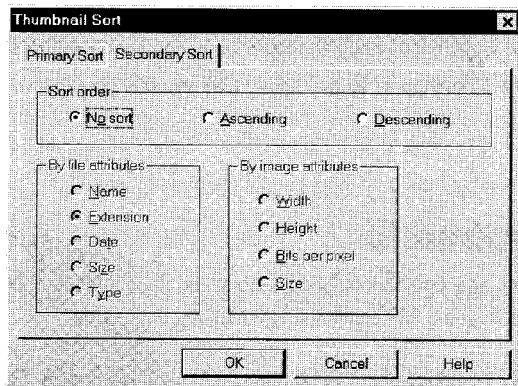 Thumbnail Sort
Primary Sort Secondary Sort
Sort order
No sort Ascending Descending
By file attributes
Name
Extension
Date
Size
Type
By image attributes
Width
Height
Bits per pixel
Size
OK Cancel Help